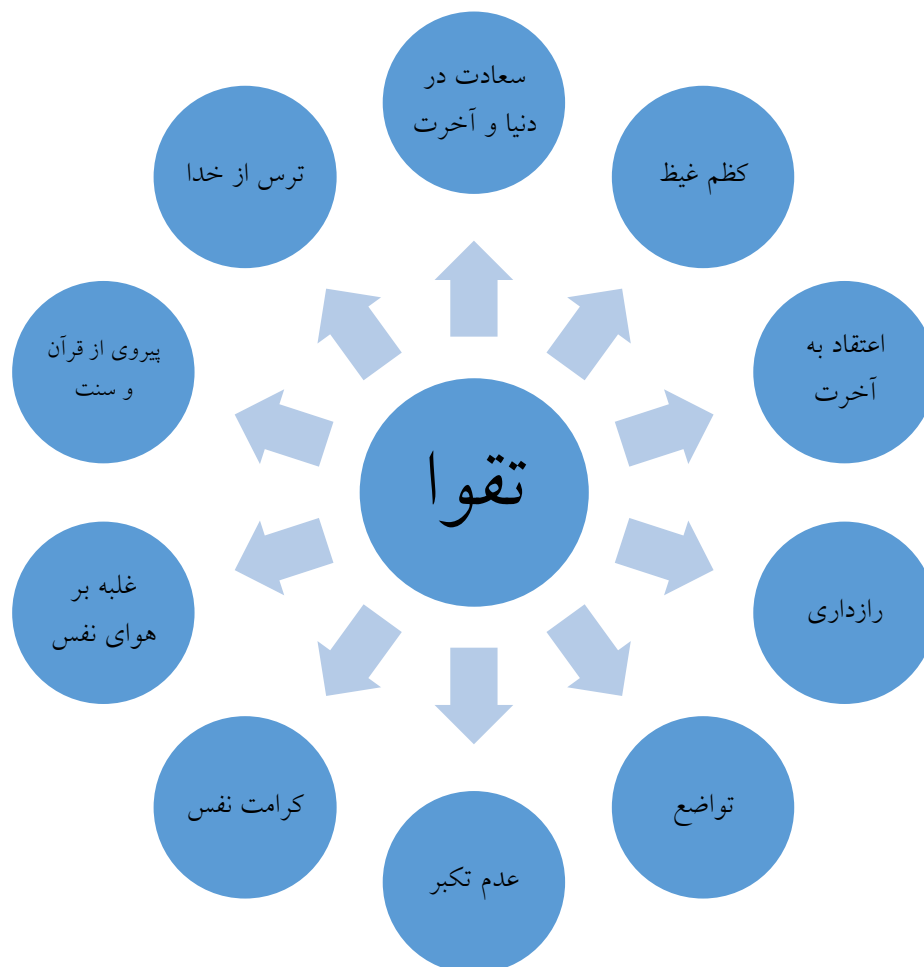 سعادت در
دنیا و آخرت
کظم غیظ
اعتقاد به
آخرت
رازداری
تواضع
عدم تکبر
کرامت نفس
غلبه بر
هوای نفس
پیروی از قرآن
و سنت
ترس از خدا
تقوا